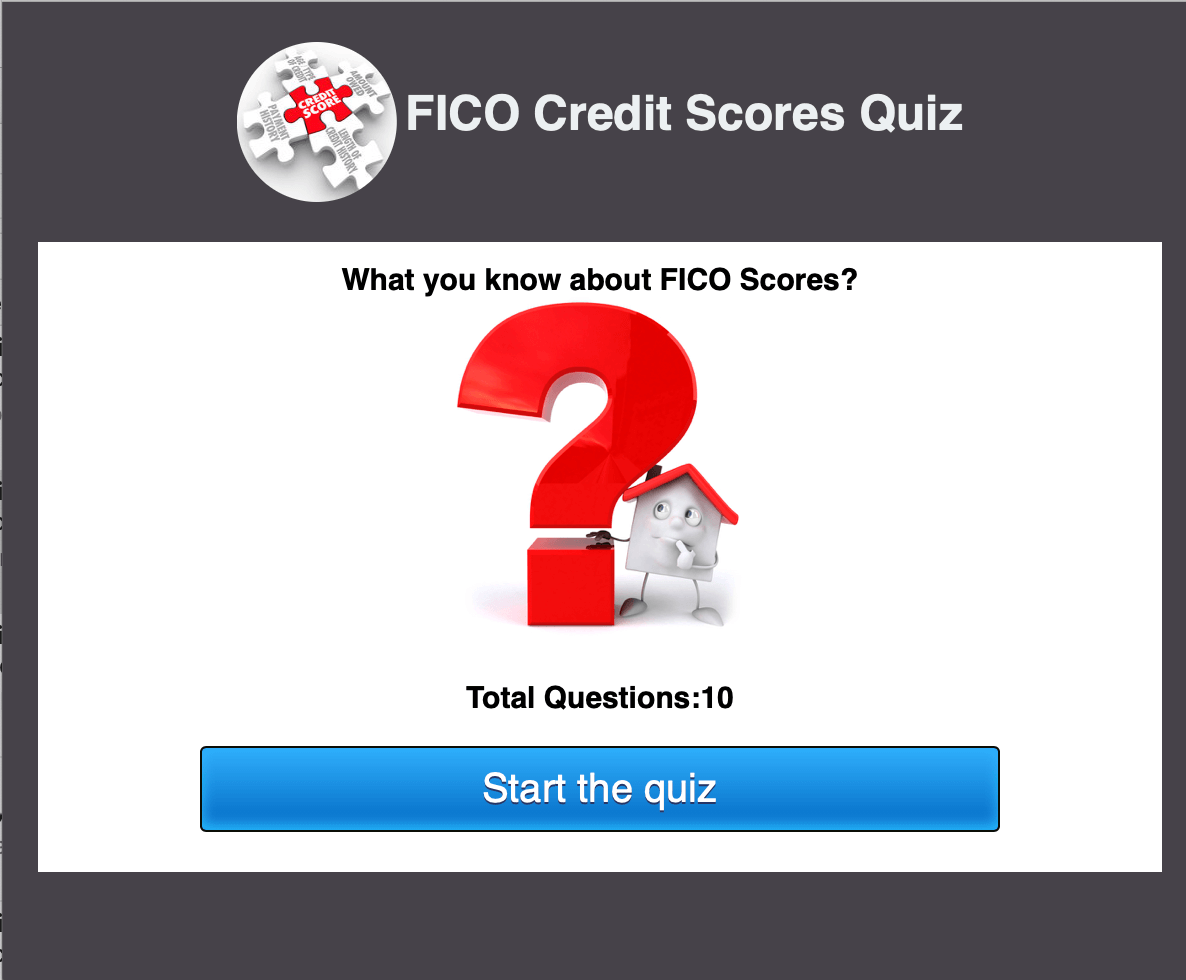 AGE / TYPE
OF CREDIT
AMOUNT
OWED
CREDIT
SCORE
PAYMENT
HISTORY
LENGTH OF
CREDIT HISTORY
FICO Credit Scores Quiz
What you know about FICO Scores?
Total Questions:10
Start the quiz